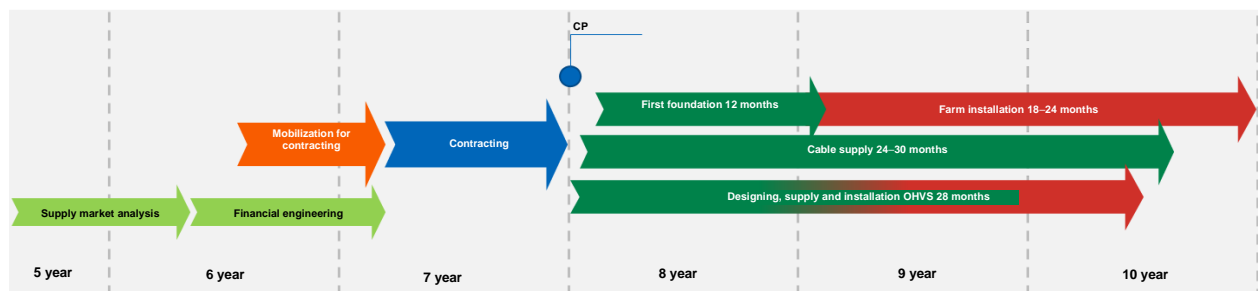 CP
First foundation 12 months
Farm installation 18–24 months
Mobilization for
contracting
Contracting
Cable supply 24–30 months
Designing, supply and installation OHVS 28 months
Supply market analysis
Financial engineering
5 year
6 year
7 year
8 year
9 year
10 year